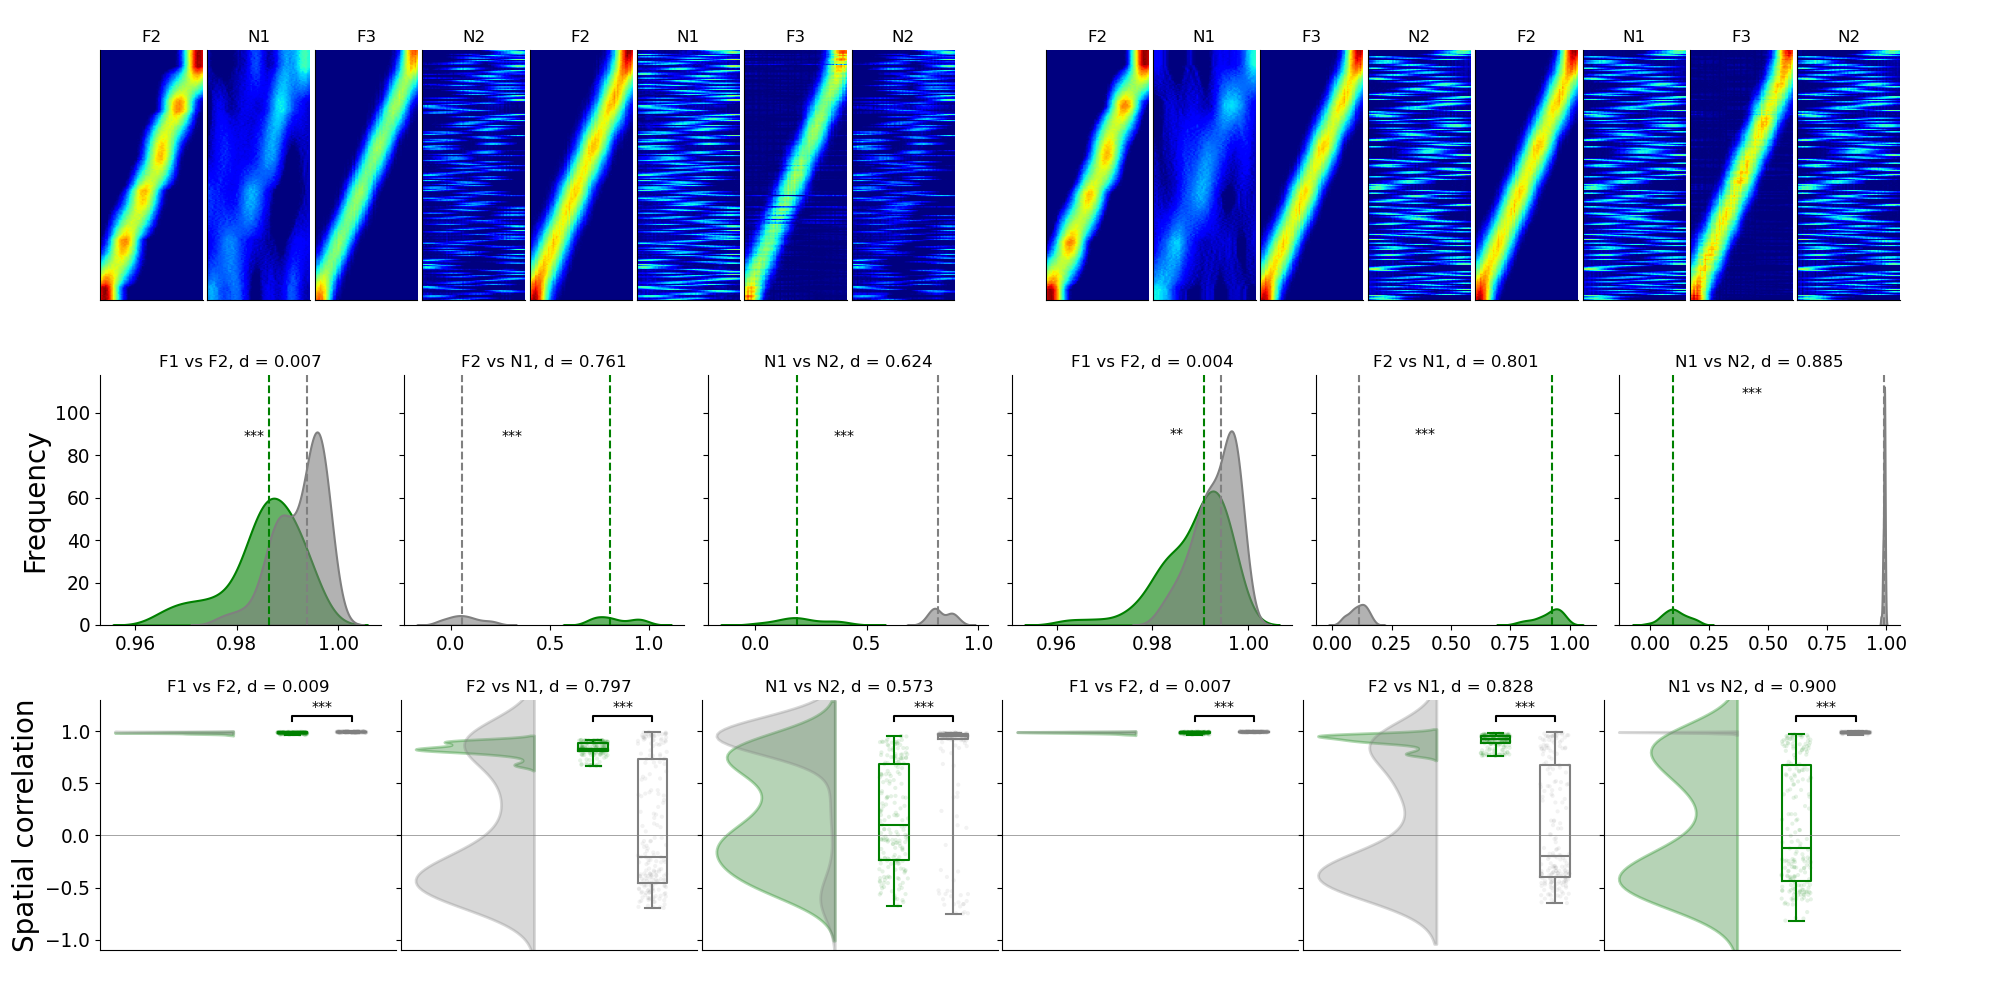 F2 N1 F3 N2 F2 N1 F3 N2 F2 N1 F3 N2 F2 N1 F3 N2
F1 vs F2, d = 0.007
F2 vs N1, d = 0.761
N1 vs N2, d = 0.624
F1 vs F2, d = 0.004
F2 vs N1, d = 0.801
N1 vs N2, d = 0.885
*** *** *** ** *** ***
Frequency
100
80
60
40
20
0
0.96 0.98 1.00
0.0 0.5 1.0
0.0 0.5 1.0
0.96 0.98 1.00
0.00 0.25 0.50 0.75 1.00
0.00 0.25 0.50 0.75 1.00
F1 vs F2, d = 0.009
F2 vs N1, d = 0.797
N1 vs N2, d = 0.573
F1 vs F2, d = 0.007
F2 vs N1, d = 0.828
N1 vs N2, d = 0.900
*** *** *** *** *** ***
Spatial correlation
1.0
0.5
0.0
−0.5
−1.0